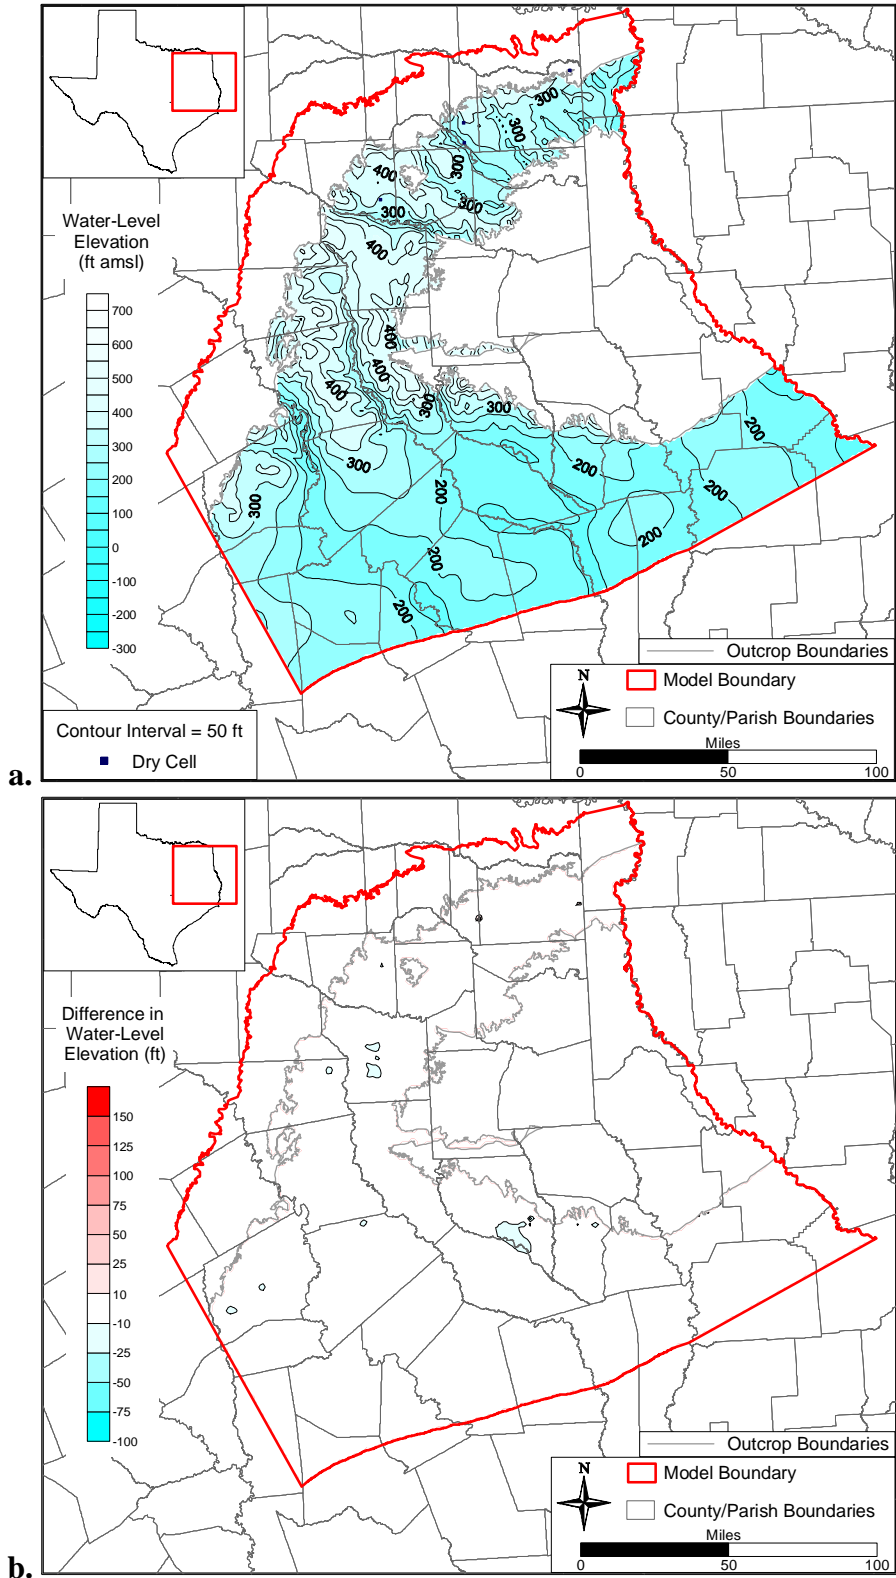 Water-Level
Elevation
(ft amsl)
700
600
500
400
300
200
100
0
-100
-200
-300
300
300
300
400
300
300
400
400
400
400
300
300
300
300
200
200
200
200
200
200
200
200
Outcrop Boundaries
N
Model Boundary
County/Parish Boundaries
Miles
0
50
100
Contour Interval = 50 ft
Dry Cell
a.
Difference in
Water-Level
Elevation (ft)
150
125
100
75
50
25
10
-10
-25
-50
-75
-100
Outcrop Boundaries
N
Model Boundary
County/Parish Boundaries
Miles
0
50
100
b.